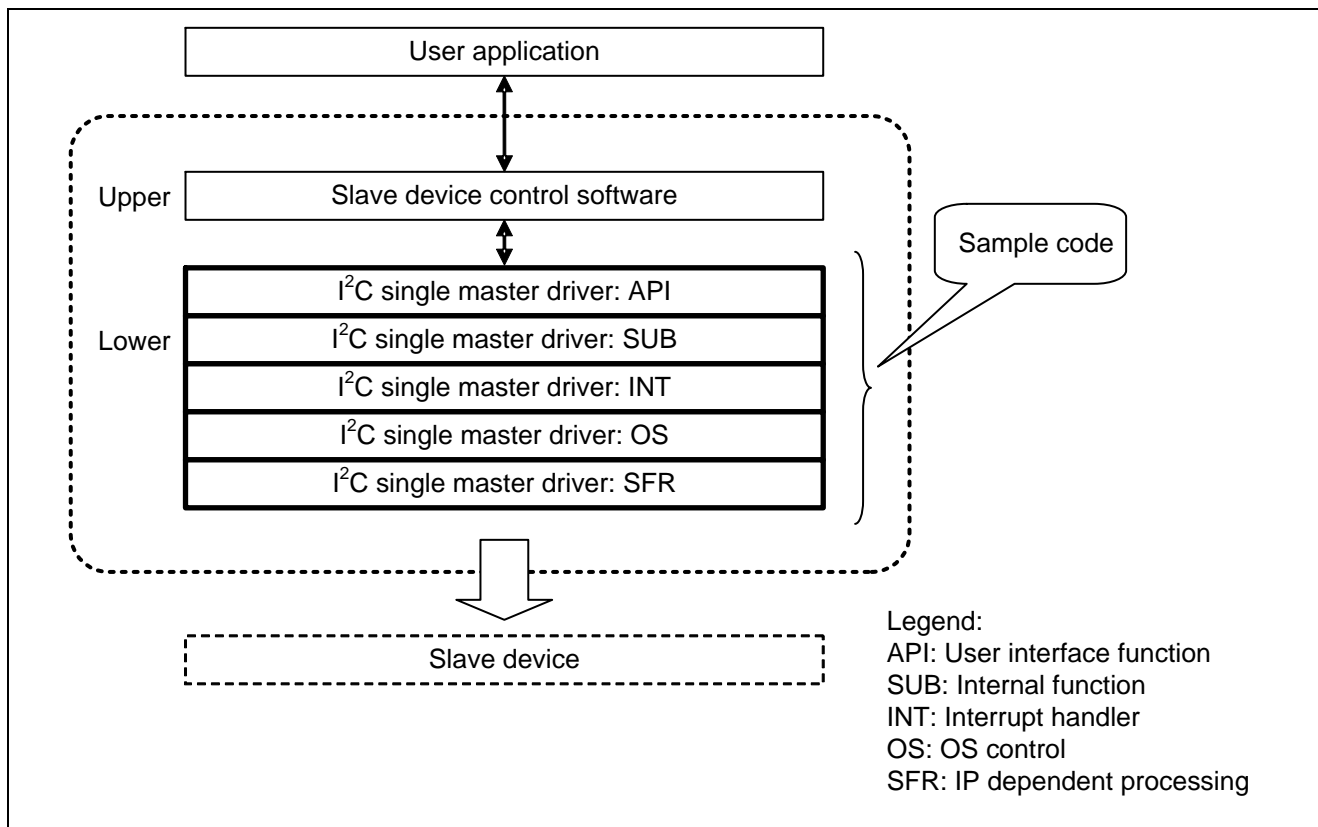 User application
Upper
Slave device control software
Sample code
I²C single master driver: API
Lower
I²C single master driver: SUB
I²C single master driver: INT
I²C single master driver: OS
I²C single master driver: SFR
Slave device
Legend:
API: User interface function
SUB: Internal function
INT: Interrupt handler
OS: OS control
SFR: IP dependent processing